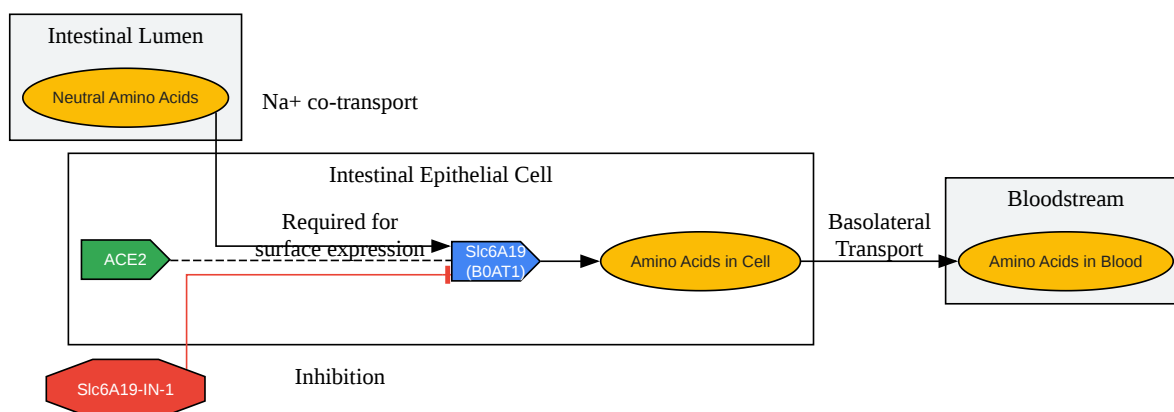 Intestinal Lumen
Neutral Amino Acids
Na+ co-transport
Intestinal Epithelial Cell
Required for
surface expression
ACE2
Slc6A19
(B0AT1)
Amino Acids in Cell
Basolateral
Transport
Bloodstream
Amino Acids in Blood
Slc6A19-IN-1
Inhibition